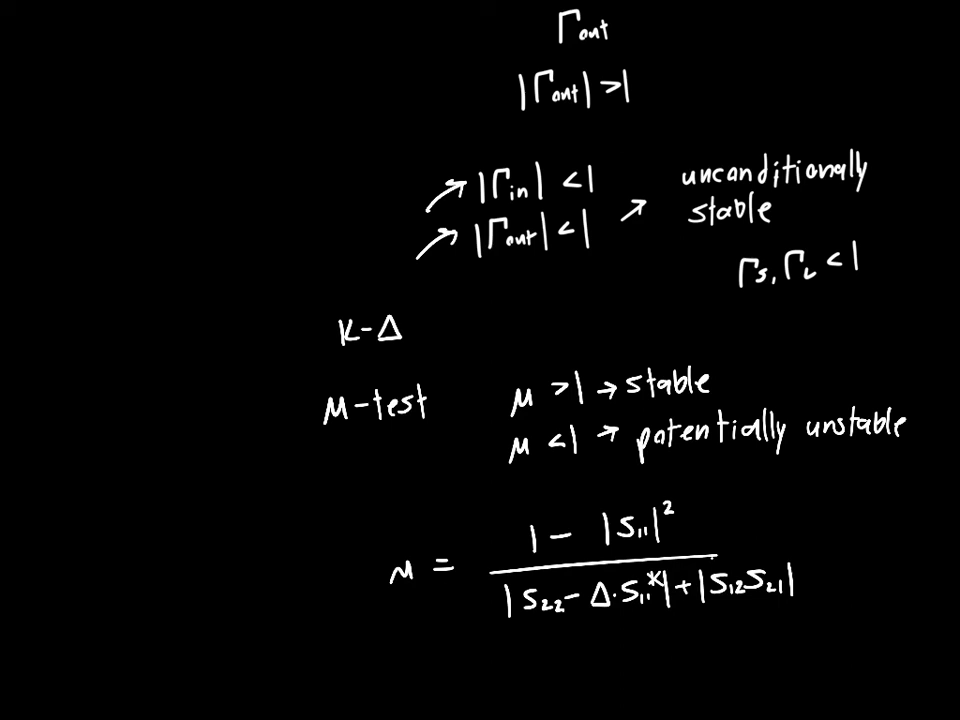 Γout
|Γout| >1
|Γin| <1
|Γout| <1
→ unconditionally
stable
Γs, ΓL <1
K-Δ
μ-test
μ >1 → stable
μ <1 → potentially unstable
μ = (1 - |S11|²) / (|S22 - Δ·S11*| + |S12S21|)